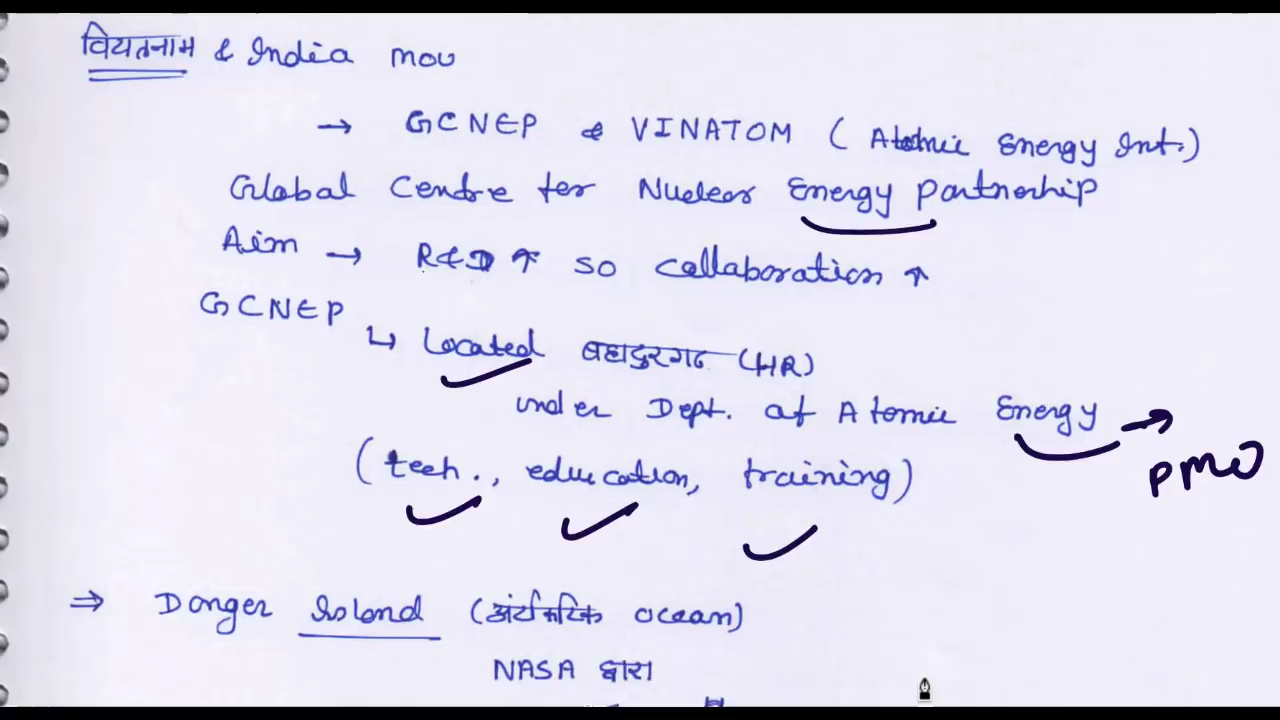 वियतनाम & India MOU
→ GCNEP & VINATOM ( Atomic Energy Int.)
Global Centre for Nuclear Energy Partnership
Aim → R&D ↑ so collaboration ↑
GCNEP
↳ Located बहादुरगढ (HR)
under Dept. of Atomic Energy →
PMO
(tech., education, training)
⇒ Danger Island (अंटार्कटिक ocean)
NASA द्वारा